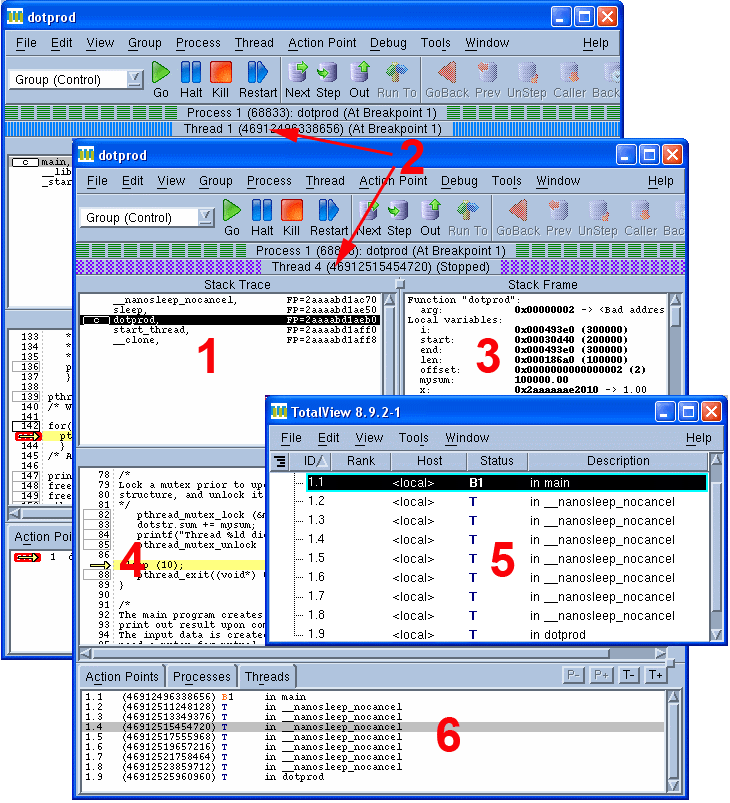 dotprod
File Edit View Group Process Thread Action Point Debug Tools Window Help
Group (Control)
Go Halt Kill Restart Next Step Out Run To GoBack Prev UnStep Caller Back
Process 1 (68833): dotprod (At Breakpoint 1)
Thread 1 (46912496338656) (At Breakpoint 1)
2
main,
__lib
_star
133 *
134 *
135 *
136 p
137 }
138
139 pthr
140 /* W
141
142 for(
pt
144 }
145 /* A
146
147 prin
148 free
149 free
Action Poi
1
dotprod
File Edit View Group Process Thread Action Point Debug Tools Window Help
Group (Control)
Go Halt Kill Restart Next Step Out Run To GoBack Prev UnStep Caller Bac
Process 1 dotprod (At Breakpoint 1)
Thread 4 (46912515454720) (Stopped)
Stack Trace
__nanosleep_nocancel, FP=2aaaabd1ac70
sleep, FP=2aaaabd1ae50
C dotprod, FP=2aaaabd1aeb0
start_thread, FP=2aaaabd1aff0
__clone, FP=2aaaabd1aff8
1
Stack Frame
Function "dotprod":
arg: 0x00000002 -> <Bad addres
Local variables:
i: 0x000493e0 (300000)
start: 0x00030d40 (200000)
end: 0x000493e0 (300000)
len: 0x000186a0 (100000)
offset: 0x0000000000000002 (2)
mysum: 100000.00
x: 0x2aaaaaae2010 -> 1.00
3
78 /*
79 Lock a mutex prior to up
80 structure, and unlock it
81 */
82 pthread_mutex_lock (&m
83 dotstr.sum += mysum;
84 printf("Thread %ld di
85 pthread_mutex_unlock
86
(10);
88 pthread_exit((void*)
89 }
90
91 /*
92 The main program creates
93 print out result upon co
94 The input data is create
4
TotalView 8.9.2-1
File Edit View Tools Window Help
ID Rank Host Status Description
1.1 <local> B1 in main
1.2 <local> T in __nanosleep_nocancel
1.3 <local> T in __nanosleep_nocancel
1.4 <local> T in __nanosleep_nocancel
1.5 <local> T in __nanosleep_nocancel
1.6 <local> T in __nanosleep_nocancel
1.7 <local> T in __nanosleep_nocancel
1.8 <local> T in __nanosleep_nocancel
1.9 <local> T in dotprod
5
Action Points Processes Threads P- P+ T- T+
1.1 (46912496338656) B1 in main
1.2 (46912511248128) T in __nanosleep_nocancel
1.3 (46912513349376) T in __nanosleep_nocancel
1.4 (46912515454720) T in __nanosleep_nocancel
1.5 (46912517555968) T in __nanosleep_nocancel
1.6 (46912519657216) T in __nanosleep_nocancel
1.7 (46912521758464) T in __nanosleep_nocancel
1.8 (46912523859712) T in __nanosleep_nocancel
1.9 (46912525960960) T in dotprod
6